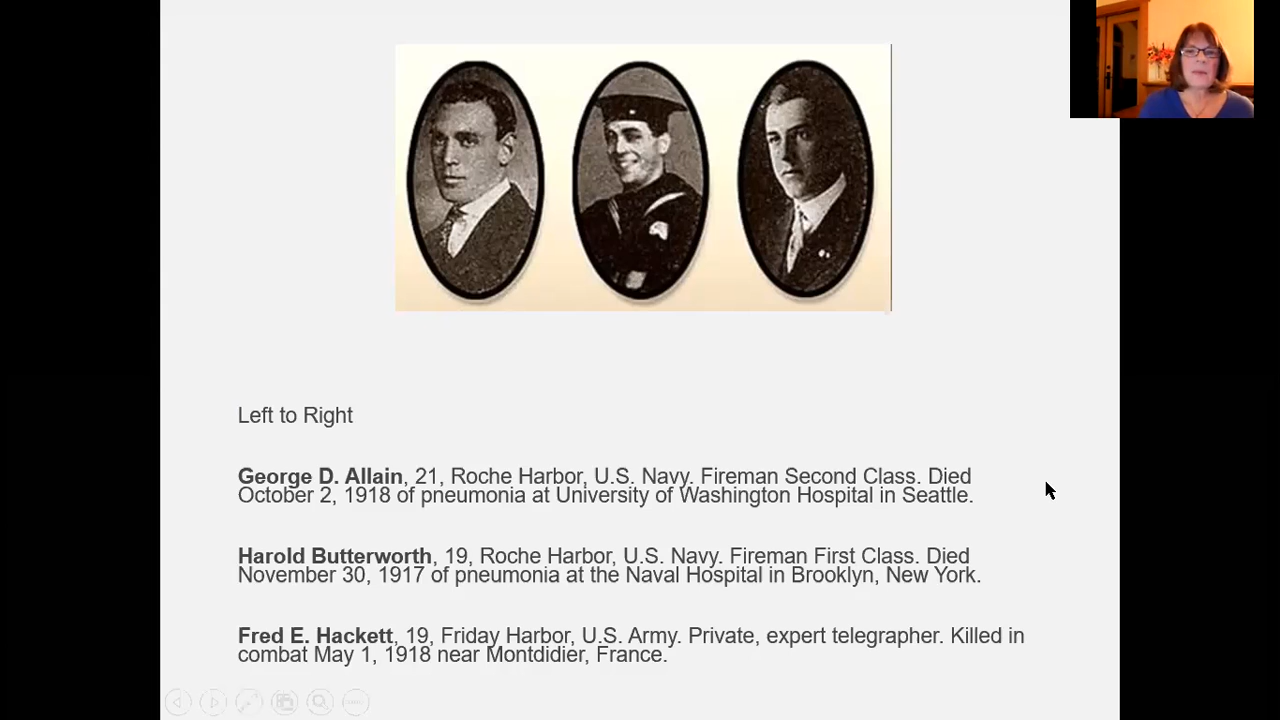 Left to Right
George D. Allain, 21, Roche Harbor, U.S. Navy. Fireman Second Class. Died
October 2, 1918 of pneumonia at University of Washington Hospital in Seattle.
Harold Butterworth, 19, Roche Harbor, U.S. Navy. Fireman First Class. Died
November 30, 1917 of pneumonia at the Naval Hospital in Brooklyn, New York.
Fred E. Hackett, 19, Friday Harbor, U.S. Army. Private, expert telegrapher. Killed in
combat May 1, 1918 near Montdidier, France.